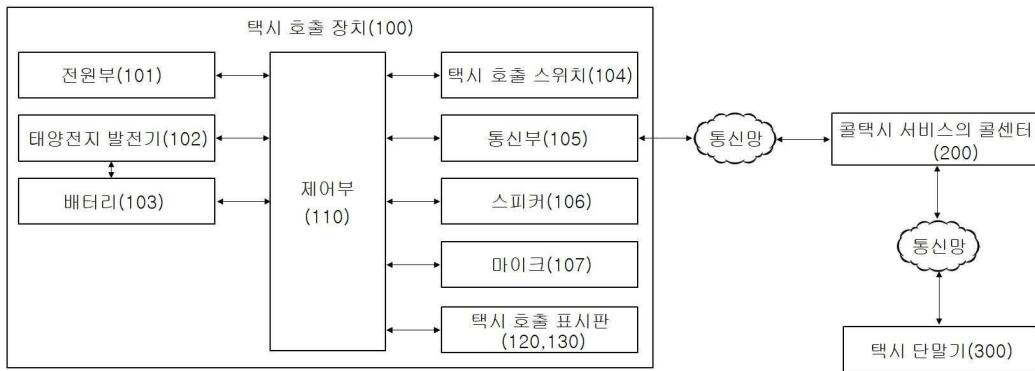 택시 호출 장치(100)
전원부(101)
태양전지 발전기(102)
배터리(103)
제어부
(110)
택시 호출 스위치(104)
통신부(105)
스피커(106)
마이크(107)
택시 호출 표시판
(120,130)
통신망
콜택시 서비스의 콜센터
(200)
통신망
택시 단말기(300)